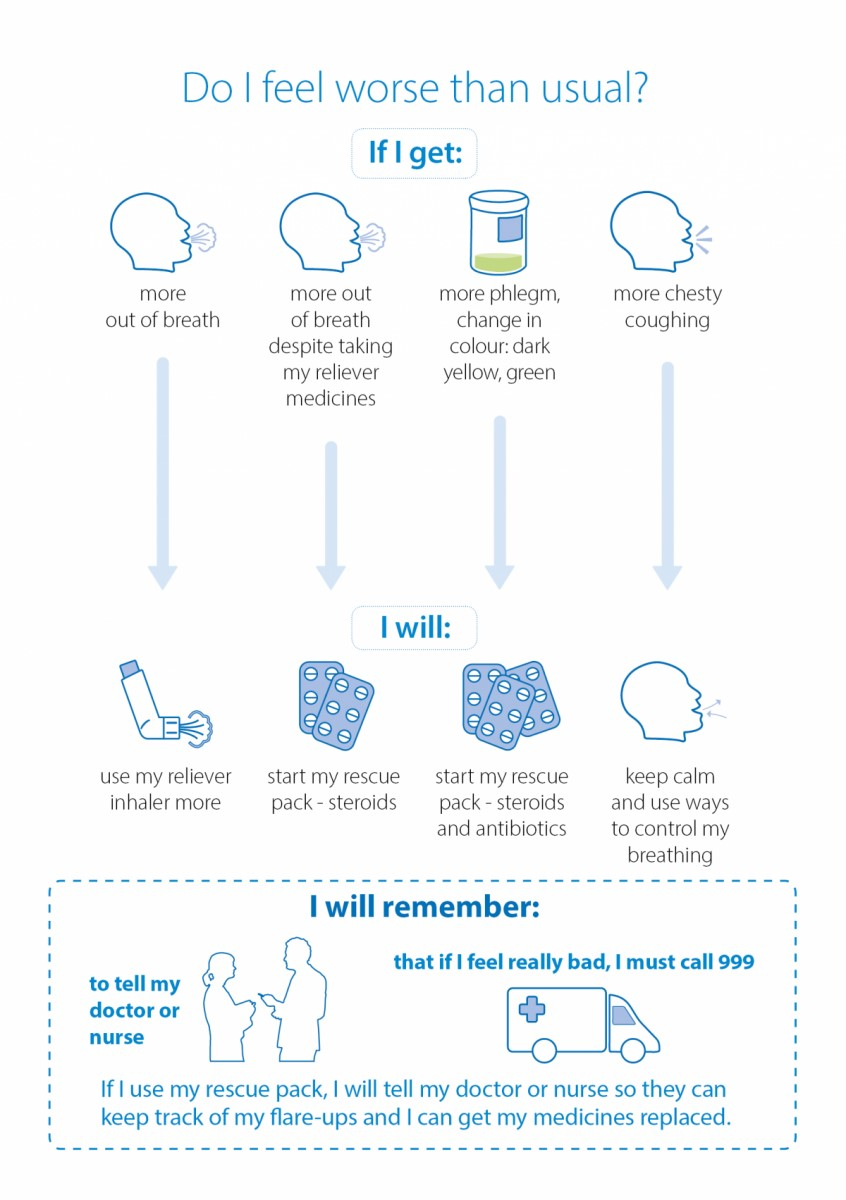 Do I feel worse than usual?
If I get:
more
out of breath
more out
of breath
despite taking
my reliever
medicines
more phlegm,
change in
colour: dark
yellow, green
more chesty
coughing
I will:
use my reliever
inhaler more
start my rescue
pack - steroids
start my rescue
pack - steroids
and antibiotics
keep calm
and use ways
to control my
breathing
I will remember:
to tell my
doctor or
nurse
that if I feel really bad, I must call 999
If I use my rescue pack, I will tell my doctor or nurse so they can
keep track of my flare-ups and I can get my medicines replaced.